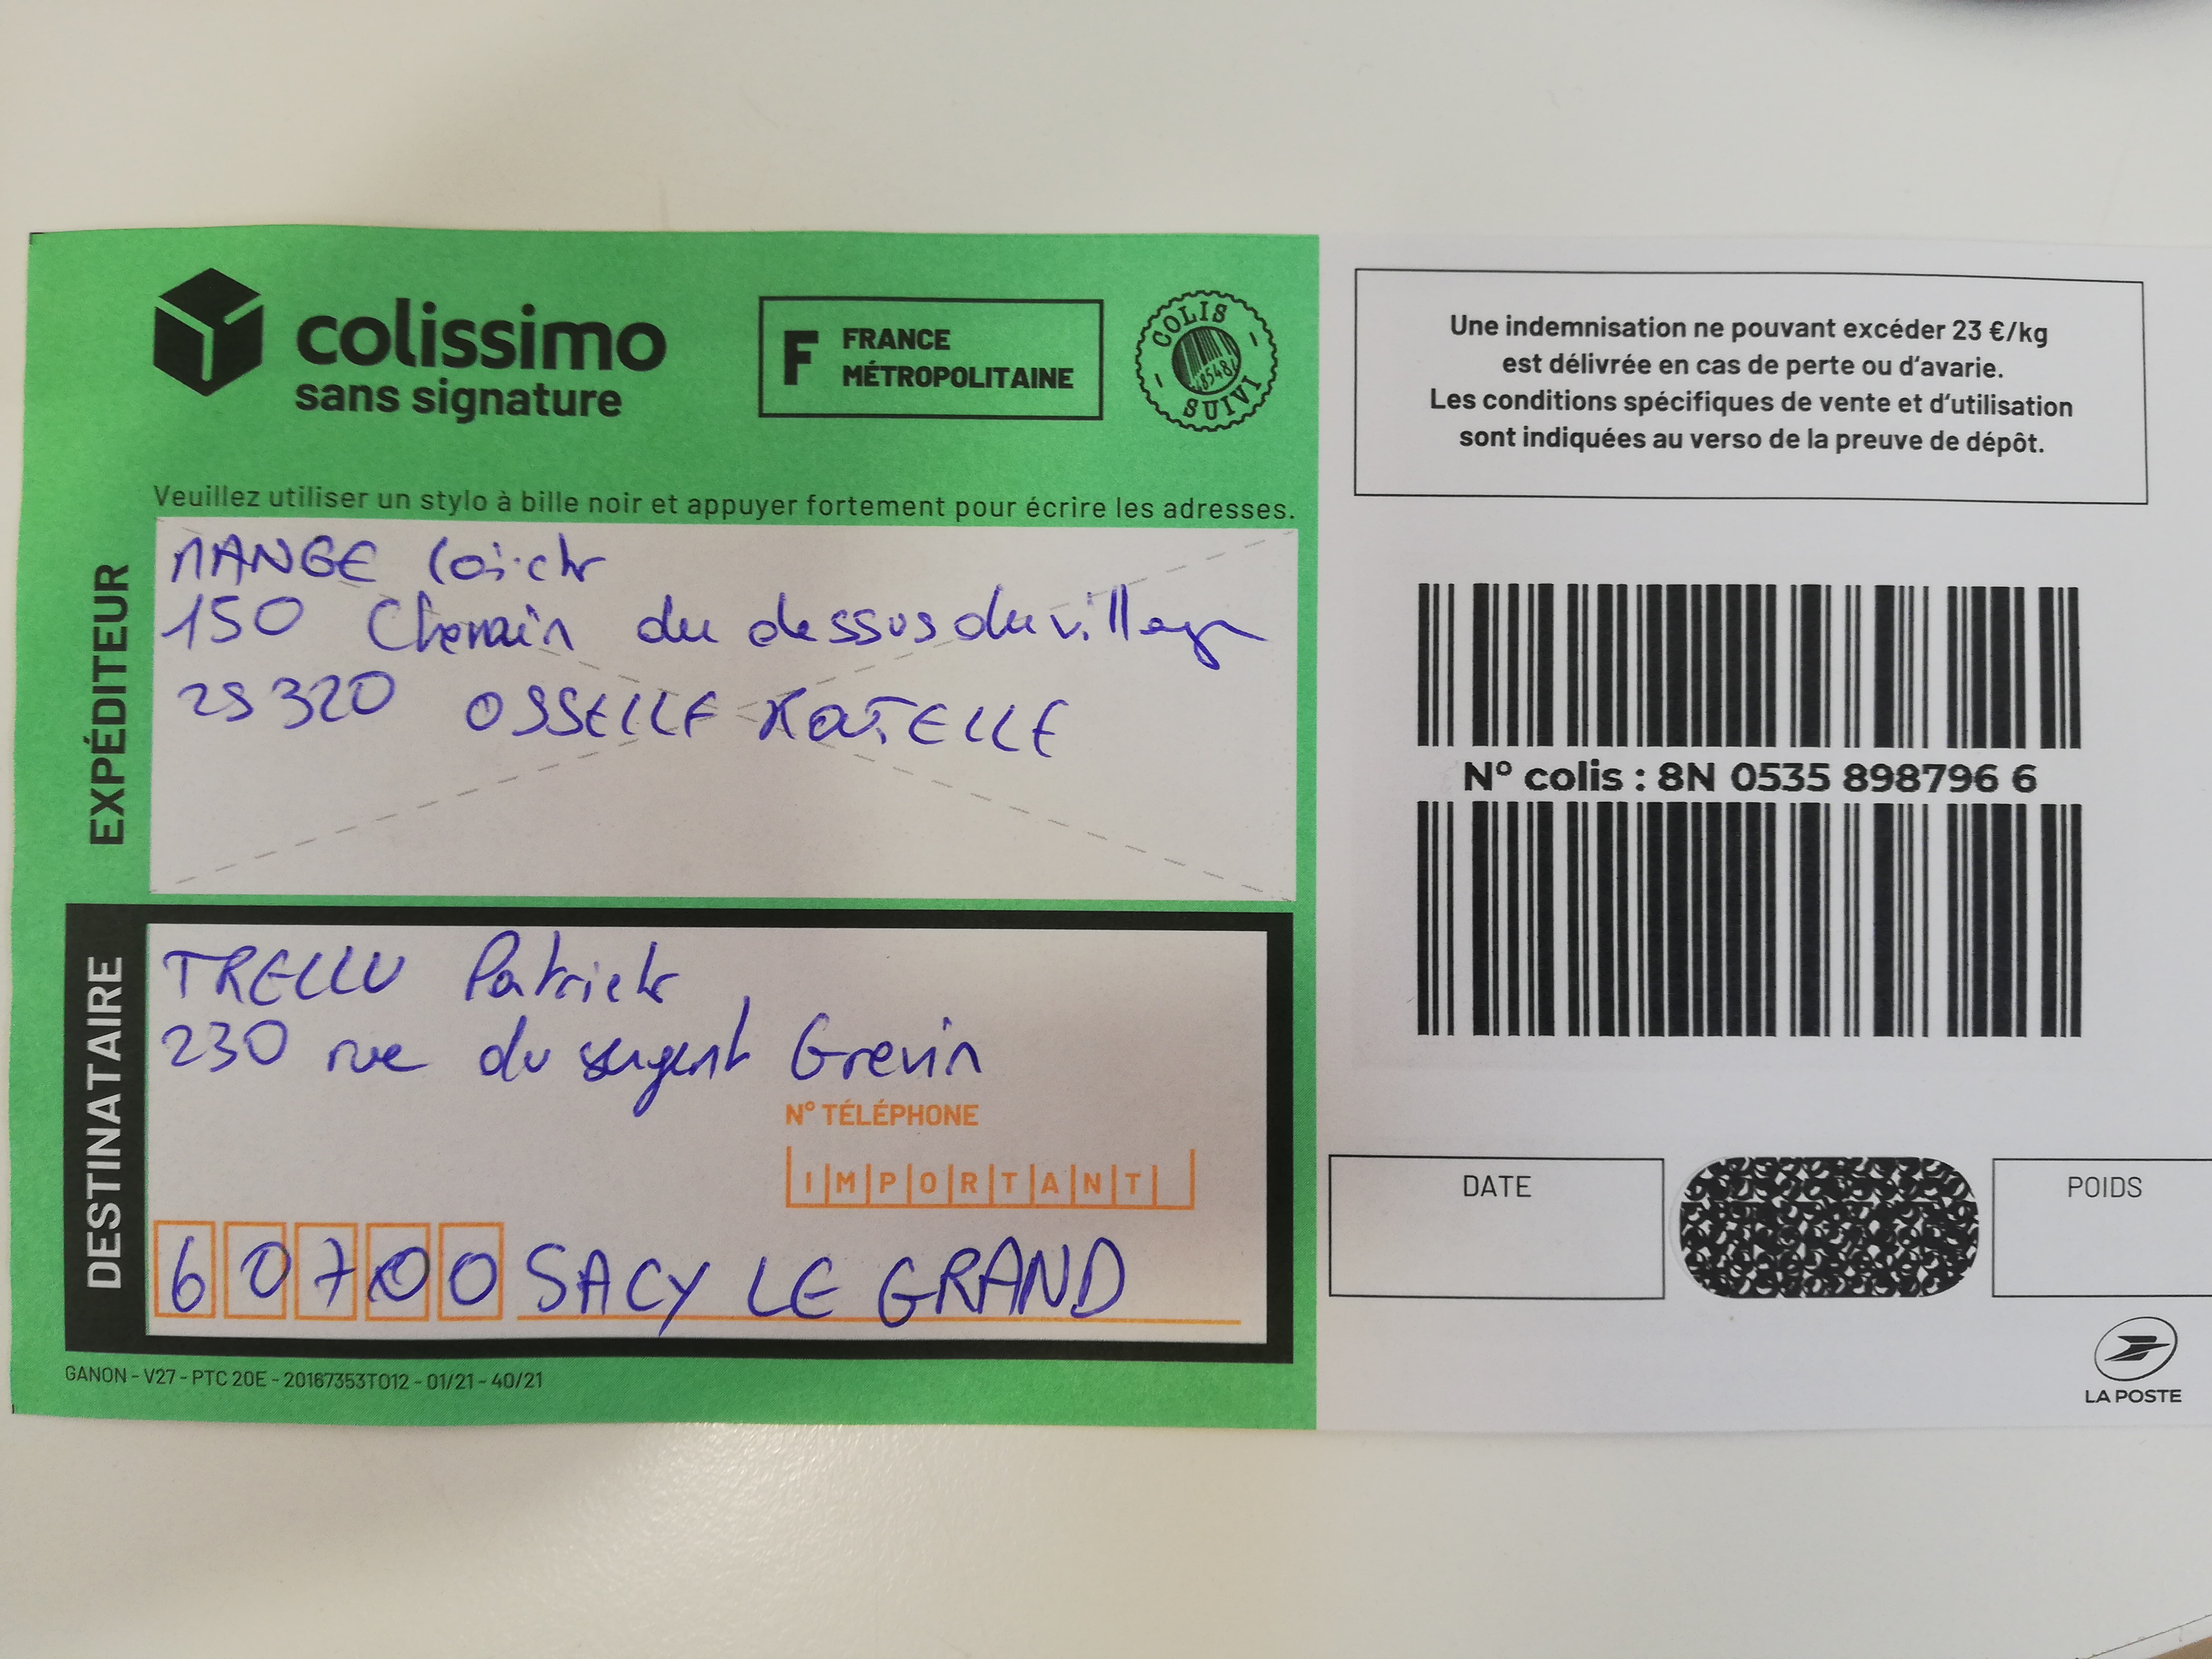 colissimo
sans signature
F FRANCE
MÉTROPOLITAINE
COLIS
SUIVI
Veuillez utiliser un stylo à bille noir et appuyer fortement pour écrire les adresses.
EXPÉDITEUR
MANGE
150 Chemin du dessus du village
25320 OSSELLE ROUTELLE
DESTINATAIRE
TRELLU Patrick
230 rue du sergent Grevin
N° TÉLÉPHONE
IMPORTANT
60700 SACY LE GRAND
GANON - V27 - PTC 20E - 20167353T012 - 01/21 - 40/21
Une indemnisation ne pouvant excéder 23 €/kg
est délivrée en cas de perte ou d'avarie.
Les conditions spécifiques de vente et d'utilisation
sont indiquées au verso de la preuve de dépôt.
N° colis : 8N 0535 898796 6
DATE
POIDS
LA POSTE